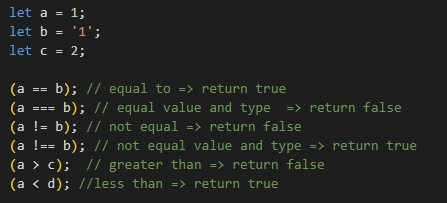 let a = 1;
let b = '1';
let c = 2;

(a == b); // equal to => return true
(a === b); // equal value and type  => return false
(a != b); // not equal => return false
(a !== b); // not equal value and type => return true
(a > c);  // greater than => return false
(a < d); //less than => return true